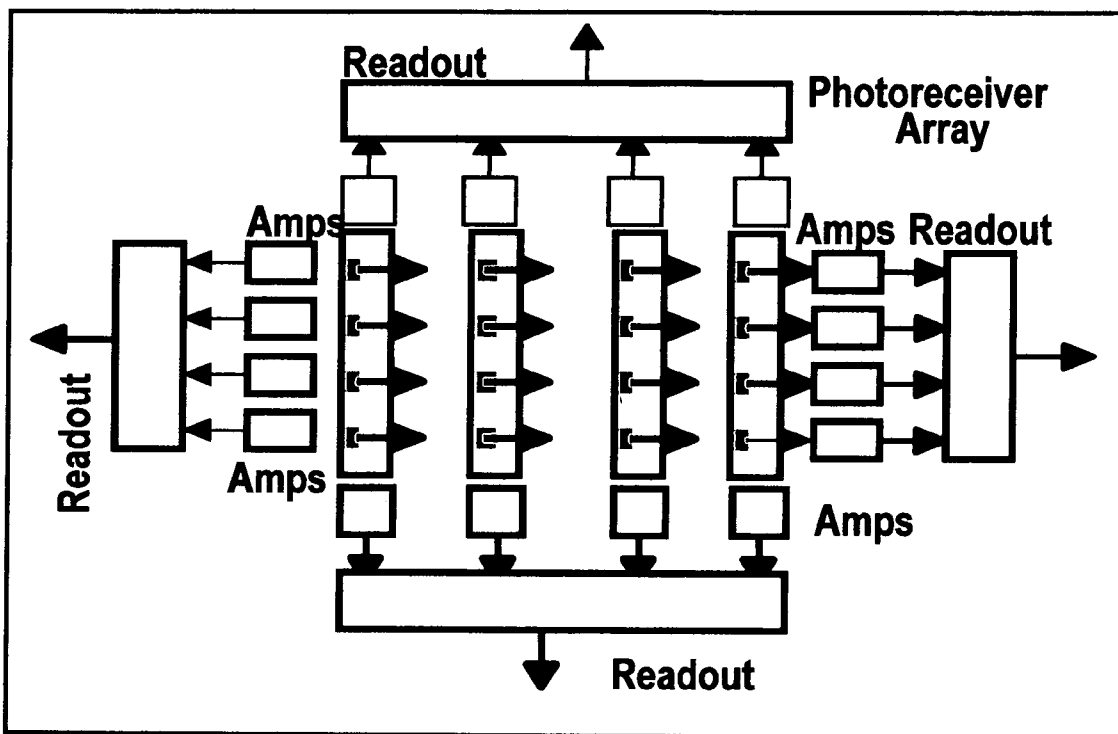 Readout
Photoreceiver
Array
Amps
Amps Readout
Readout
Amps
Amps
Readout